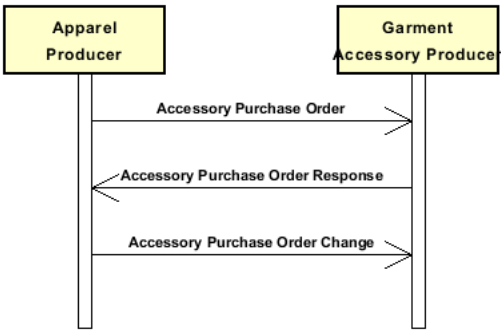 Apparel
Producer
Garment
Accessory Producer
Accessory Purchase Order
Accessory Purchase Order Response
Accessory Purchase Order Change